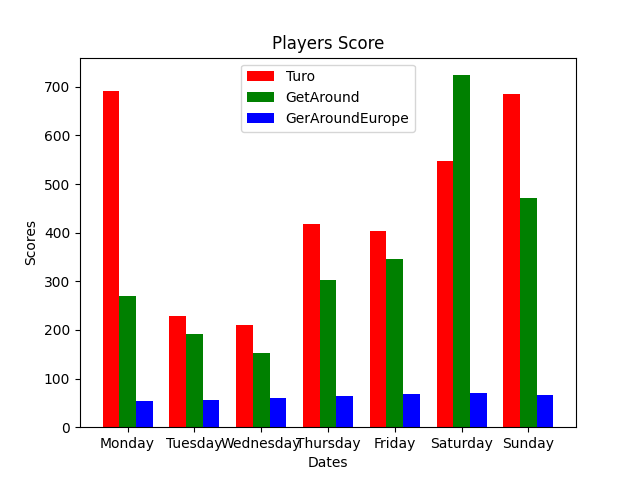 Players Score
Turo
GetAround
GerAroundEurope
Scores
700
600
500
400
300
200
100
0
Monday Tuesday Wednesday Thursday Friday Saturday Sunday
Dates